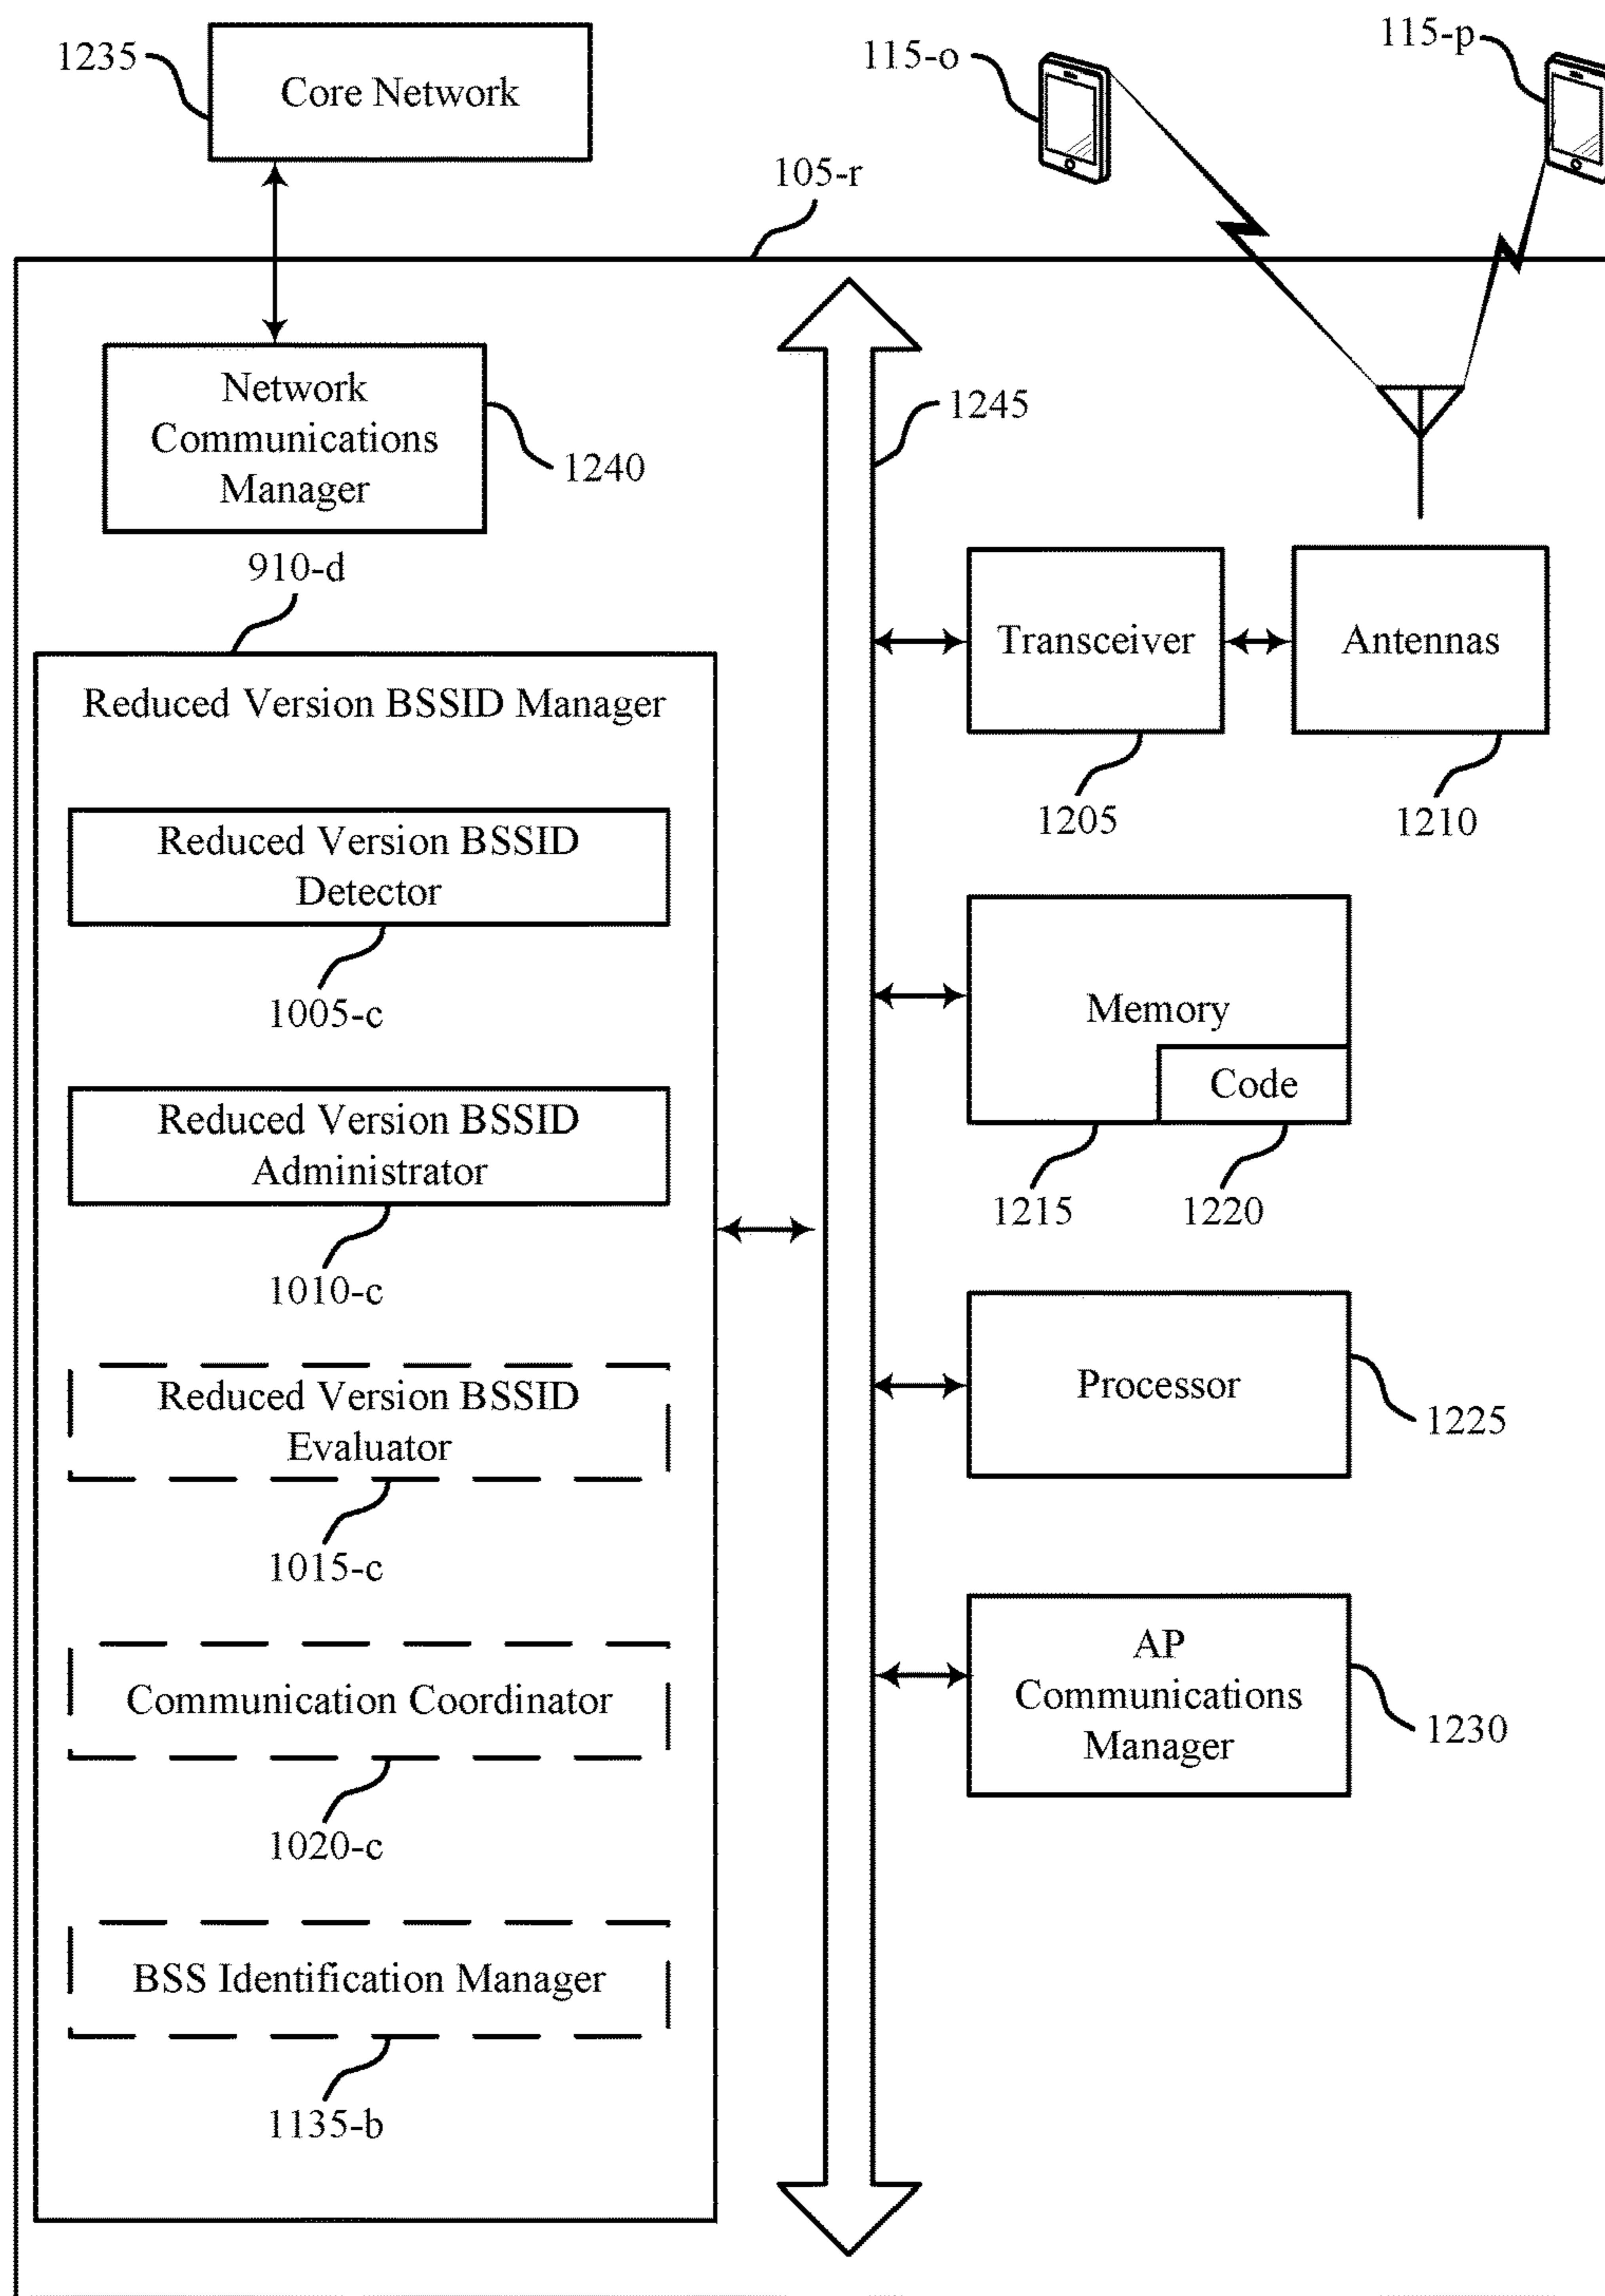 1235
Core Network
115-o
115-p
105-r
Network
Communications
Manager
1240
1245
910-d
Reduced Version BSSID Manager
Reduced Version BSSID
Detector
1005-c
Reduced Version BSSID
Administrator
1010-c
Reduced Version BSSID
Evaluator
1015-c
Communication Coordinator
1020-c
BSS Identification Manager
1135-b
Transceiver
1205
Antennas
1210
Memory
Code
1215
1220
Processor
1225
AP
Communications
Manager
1230